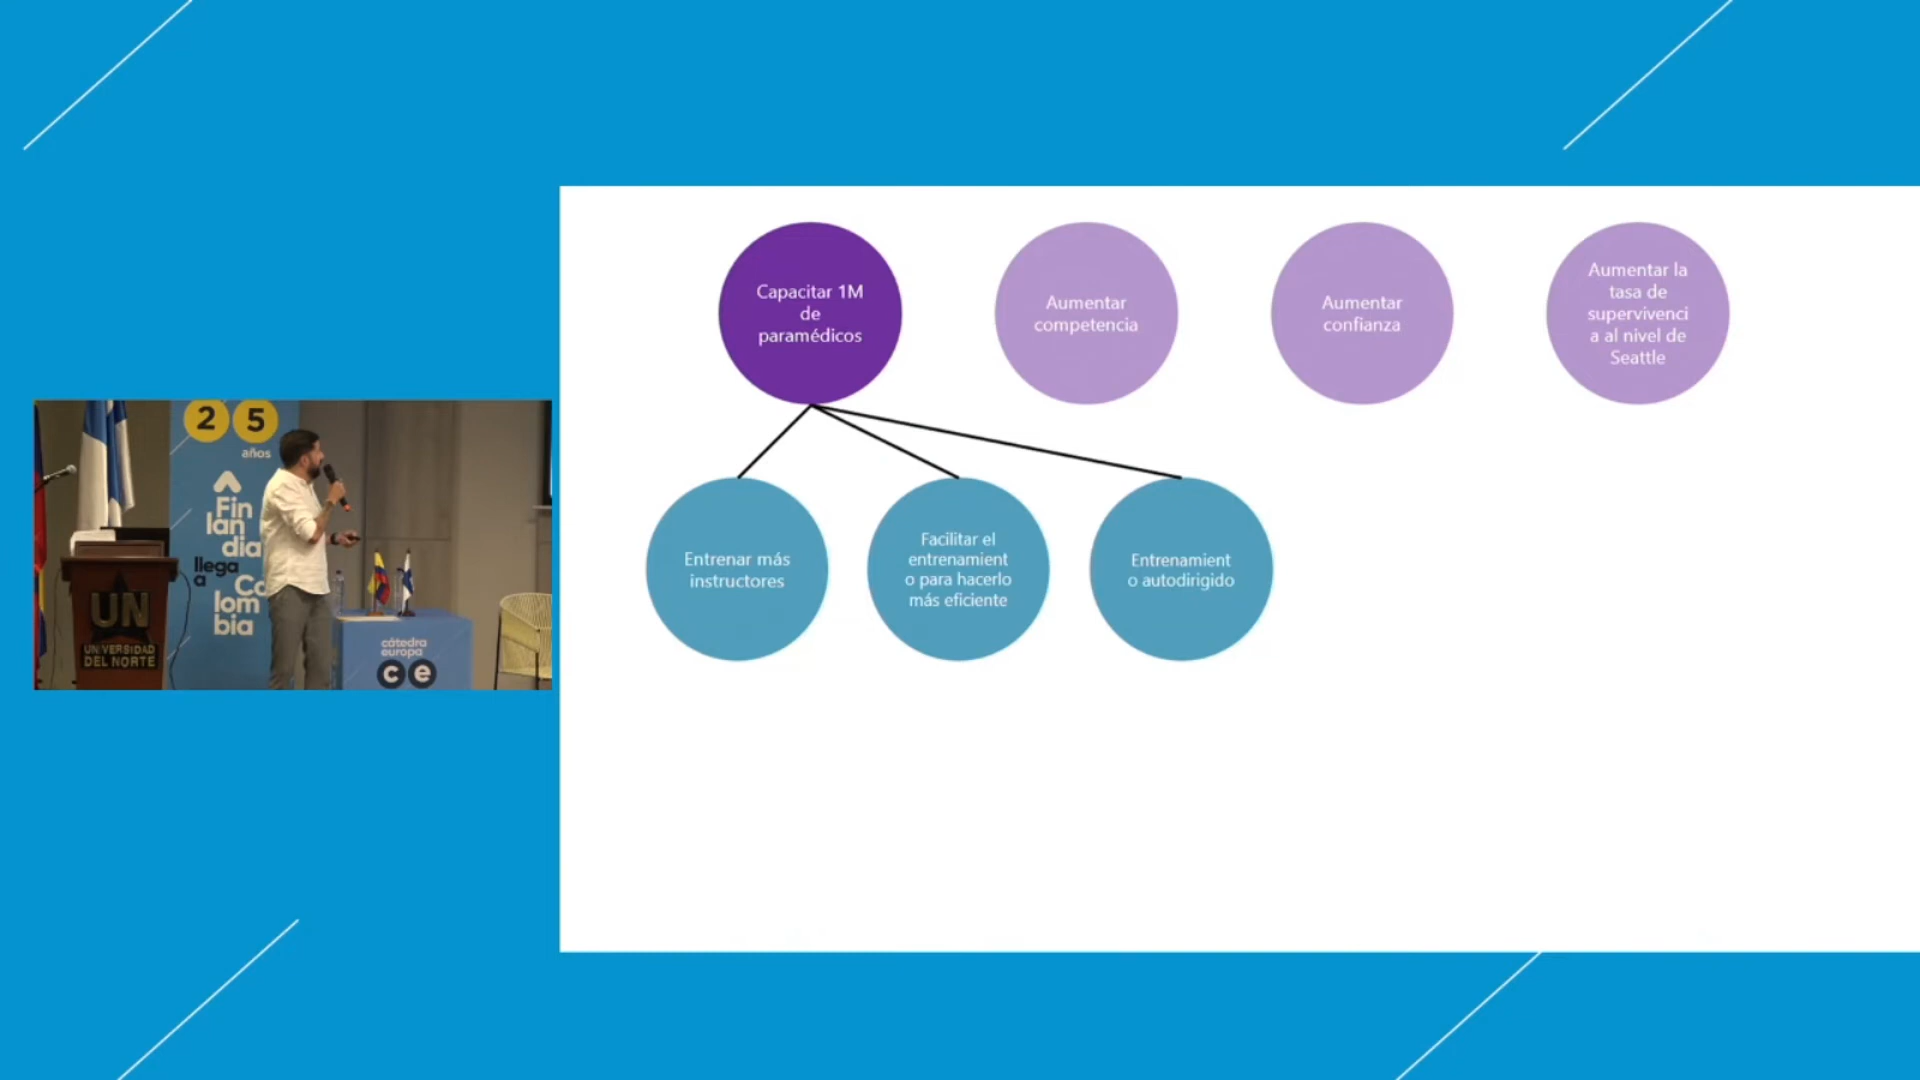 Capacitar 1M
de
paramédicos
Aumentar
competencia
Aumentar
confianza
Aumentar la
tasa de
supervivenci
a al nivel de
Seattle
Entrenar más
instructores
Facilitar el
entrenamient
o para hacerlo
más eficiente
Entrenamient
o autodirigido
25
años
Fin
lan
dia
llega
a
Co
lom
bia
UN
UNIVERSIDAD
DEL NORTE
cátedra
europa
ce